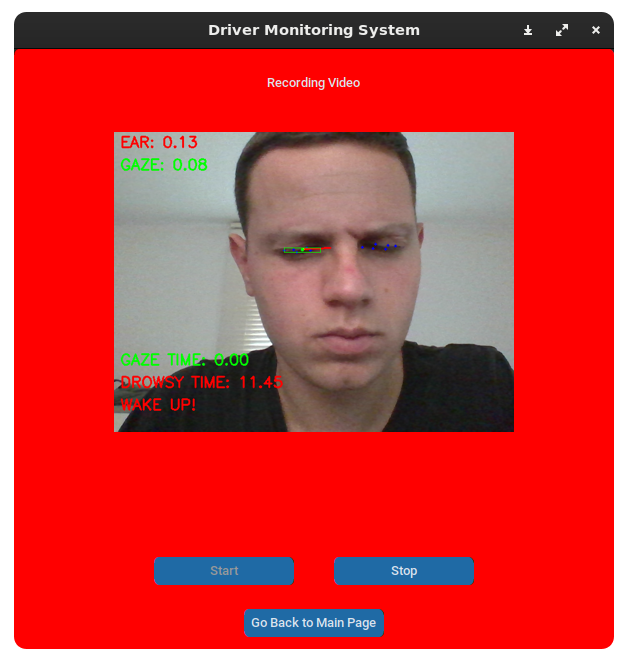 Driver Monitoring System
Recording Video
EAR: 0.13
GAZE: 0.08
GAZE TIME: 0.00
DROWSY TIME: 11.45
WAKE UP!
Start
Stop
Go Back to Main Page